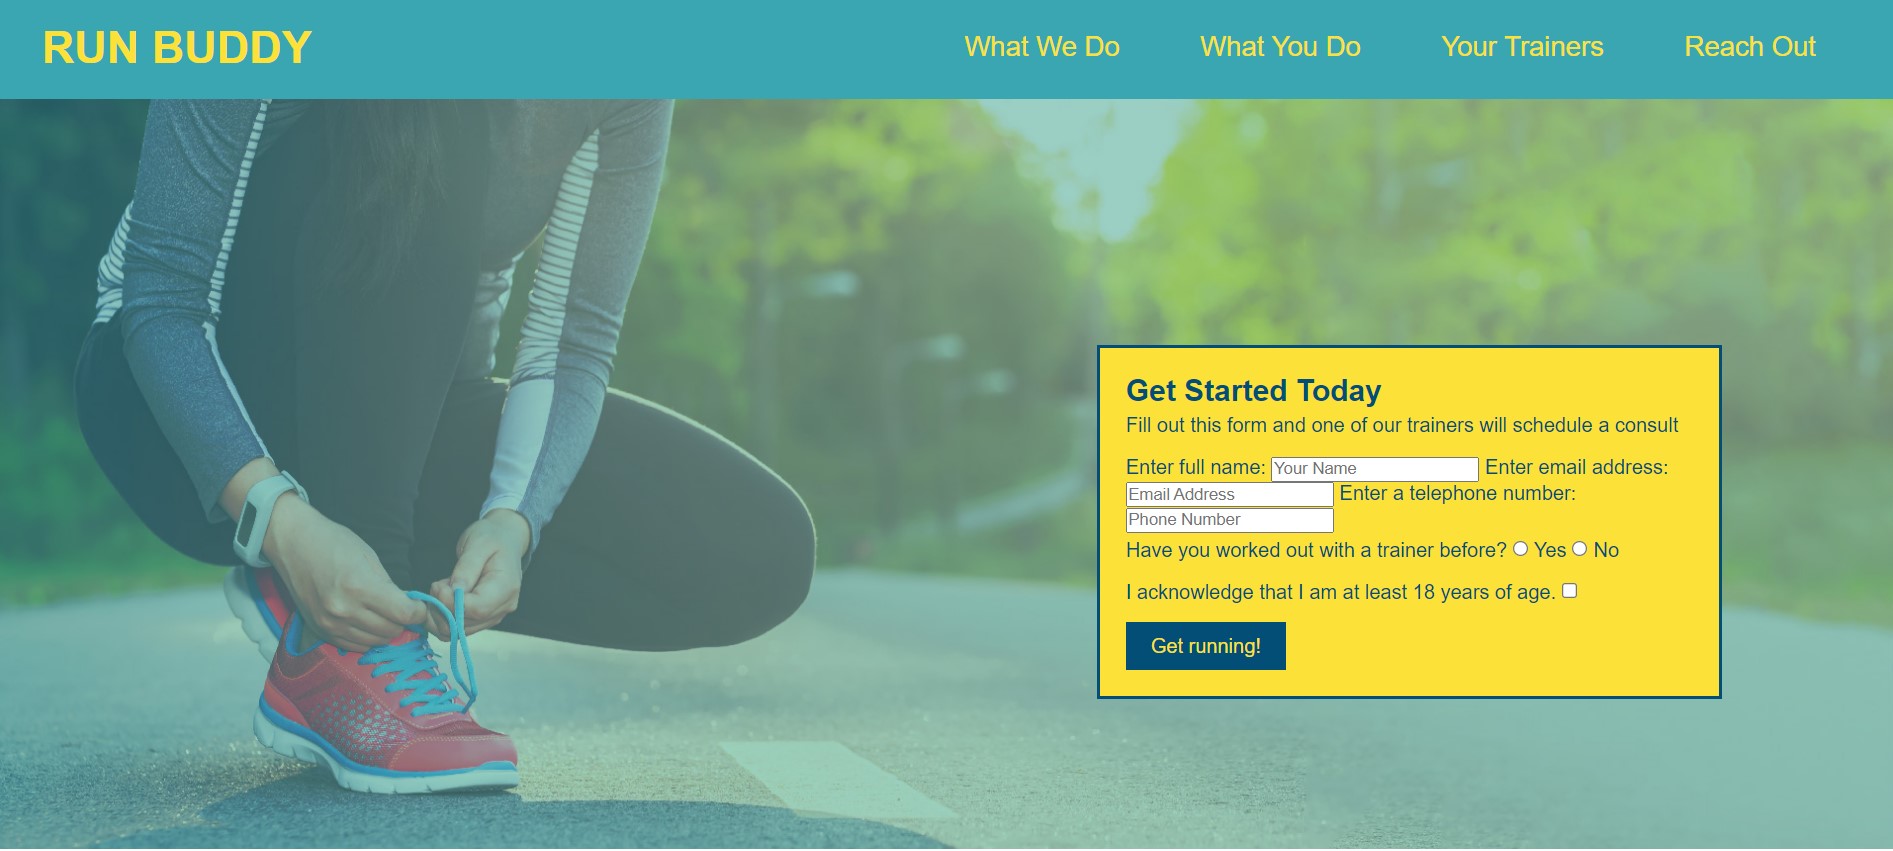 RUN BUDDY
What We Do What You Do Your Trainers Reach Out
Get Started Today
Fill out this form and one of our trainers will schedule a consult
Enter full name: Your Name Enter email address:
Email Address Enter a telephone number:
Phone Number
Have you worked out with a trainer before? Yes No
I acknowledge that I am at least 18 years of age.
Get running!